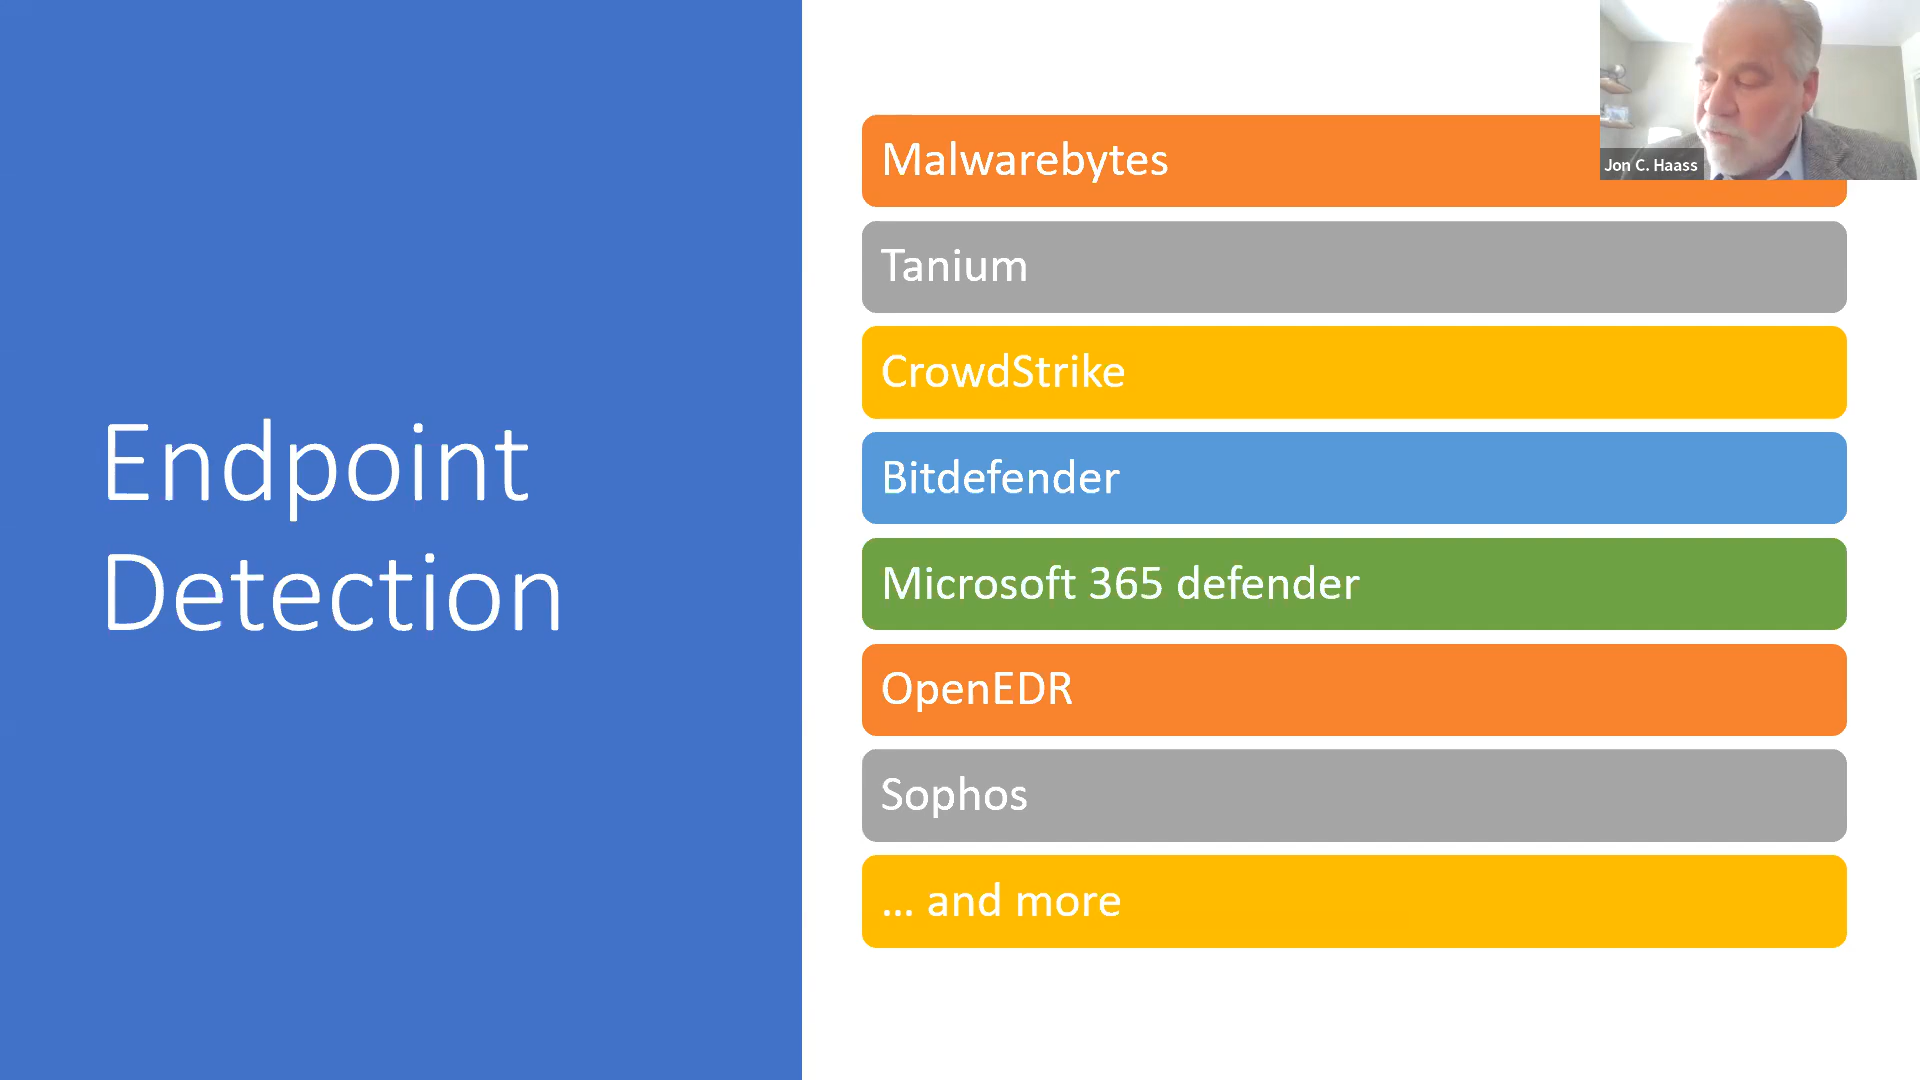 Endpoint
Detection
Malwarebytes
Tanium
CrowdStrike
Bitdefender
Microsoft 365 defender
OpenEDR
Sophos
... and more
Jon C. Haass